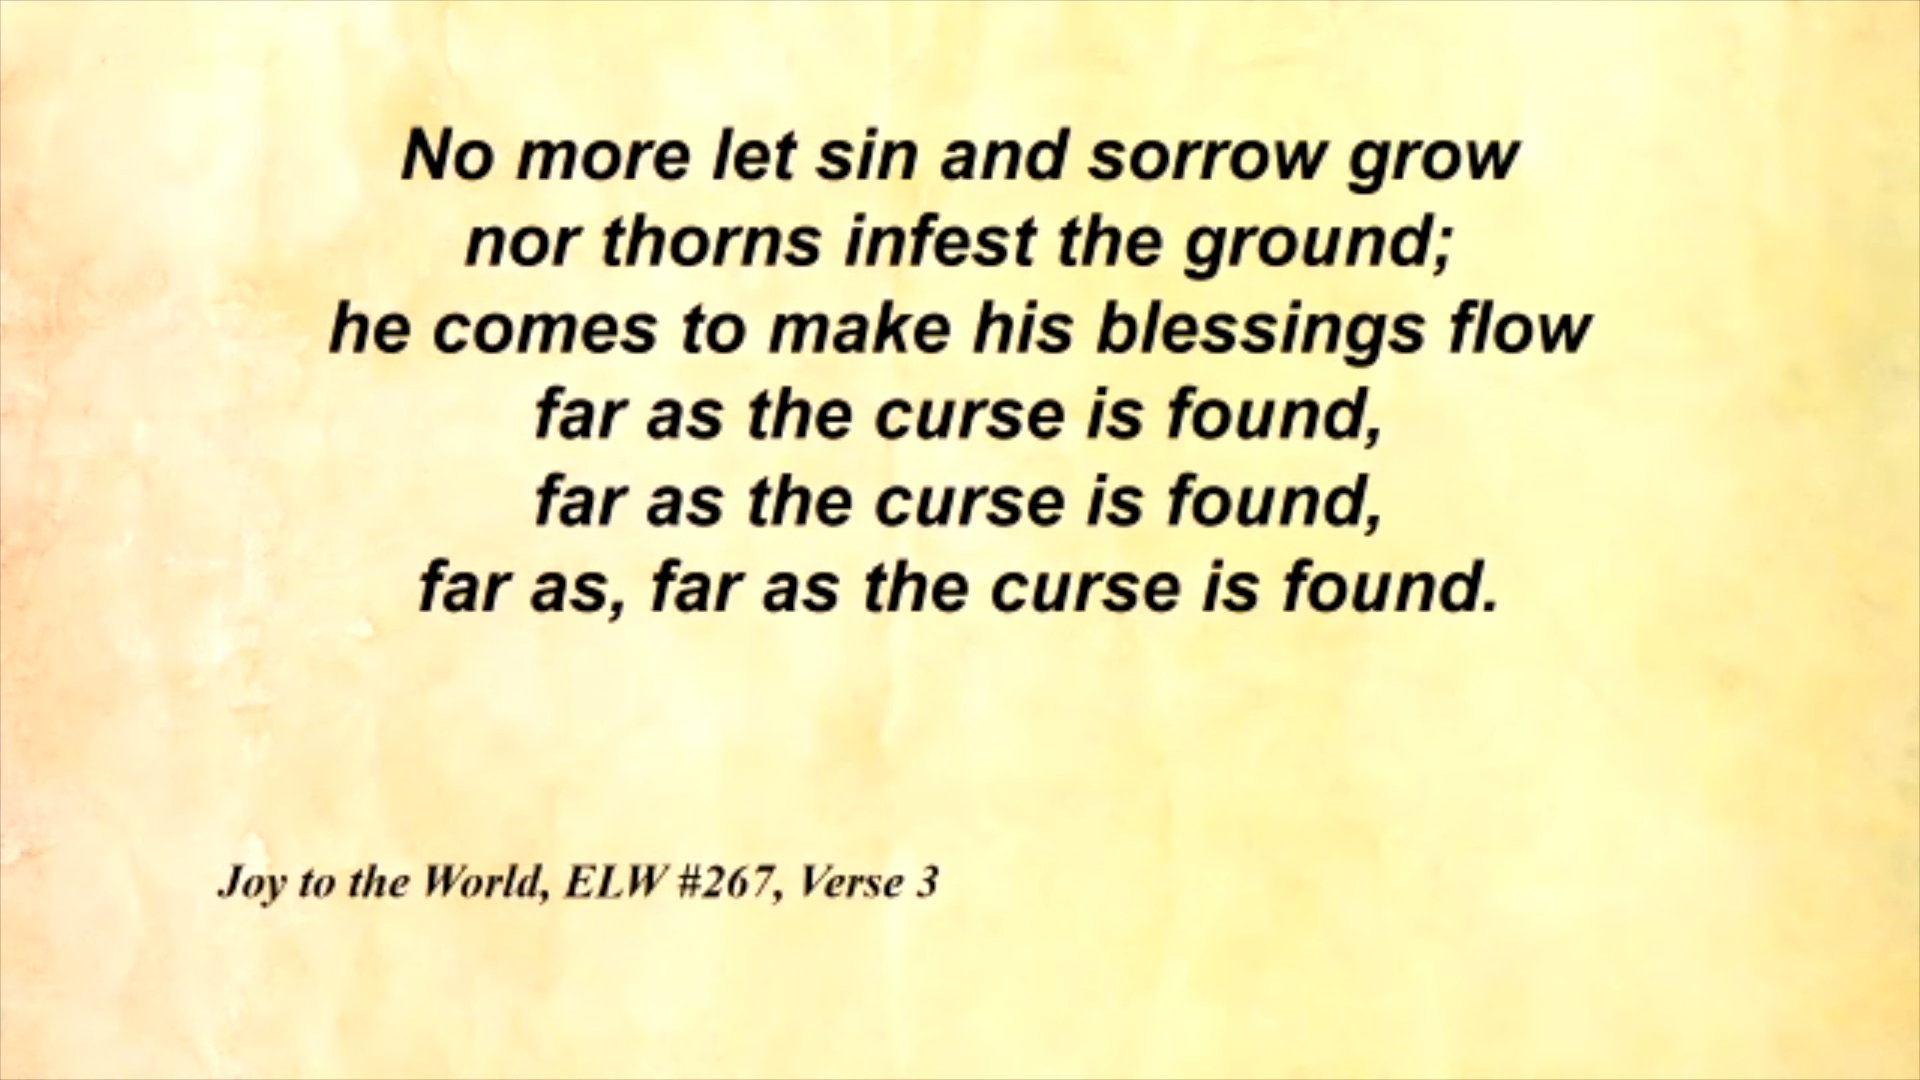 No more let sin and sorrow grow
nor thorns infest the ground;
he comes to make his blessings flow
far as the curse is found,
far as the curse is found,
far as, far as the curse is found.
Joy to the World, ELW #267, Verse 3